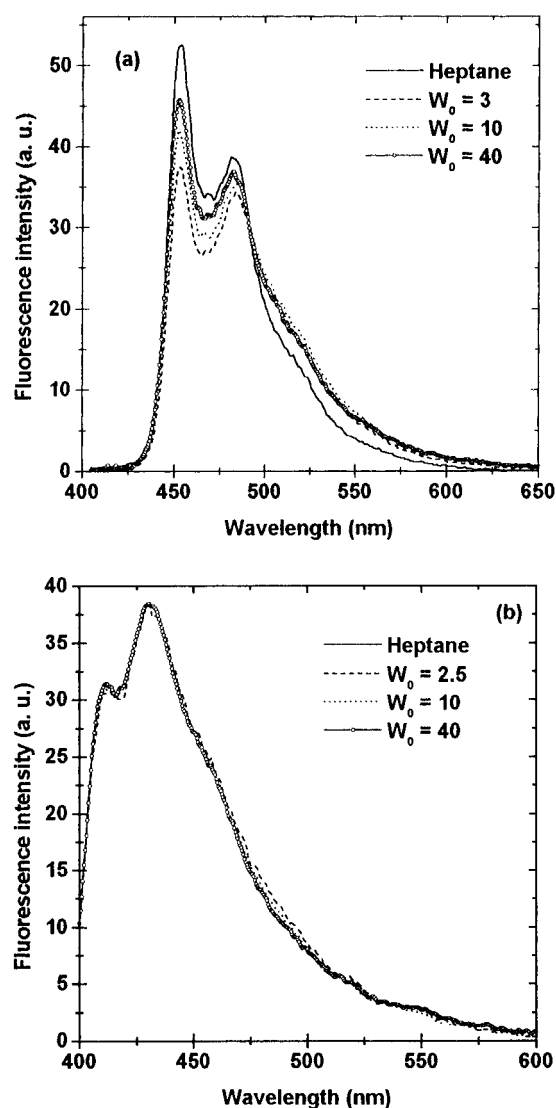 (a)
Heptane
W₀ = 3
W₀ = 10
W₀ = 40
Fluorescence intensity (a. u.)
50
40
30
20
10
0
400 450 500 550 600 650
Wavelength (nm)
(b)
Heptane
W₀ = 2.5
W₀ = 10
W₀ = 40
Fluorescence intensity (a. u.)
40
35
30
25
20
15
10
5
0
400 450 500 550 600
Wavelength (nm)